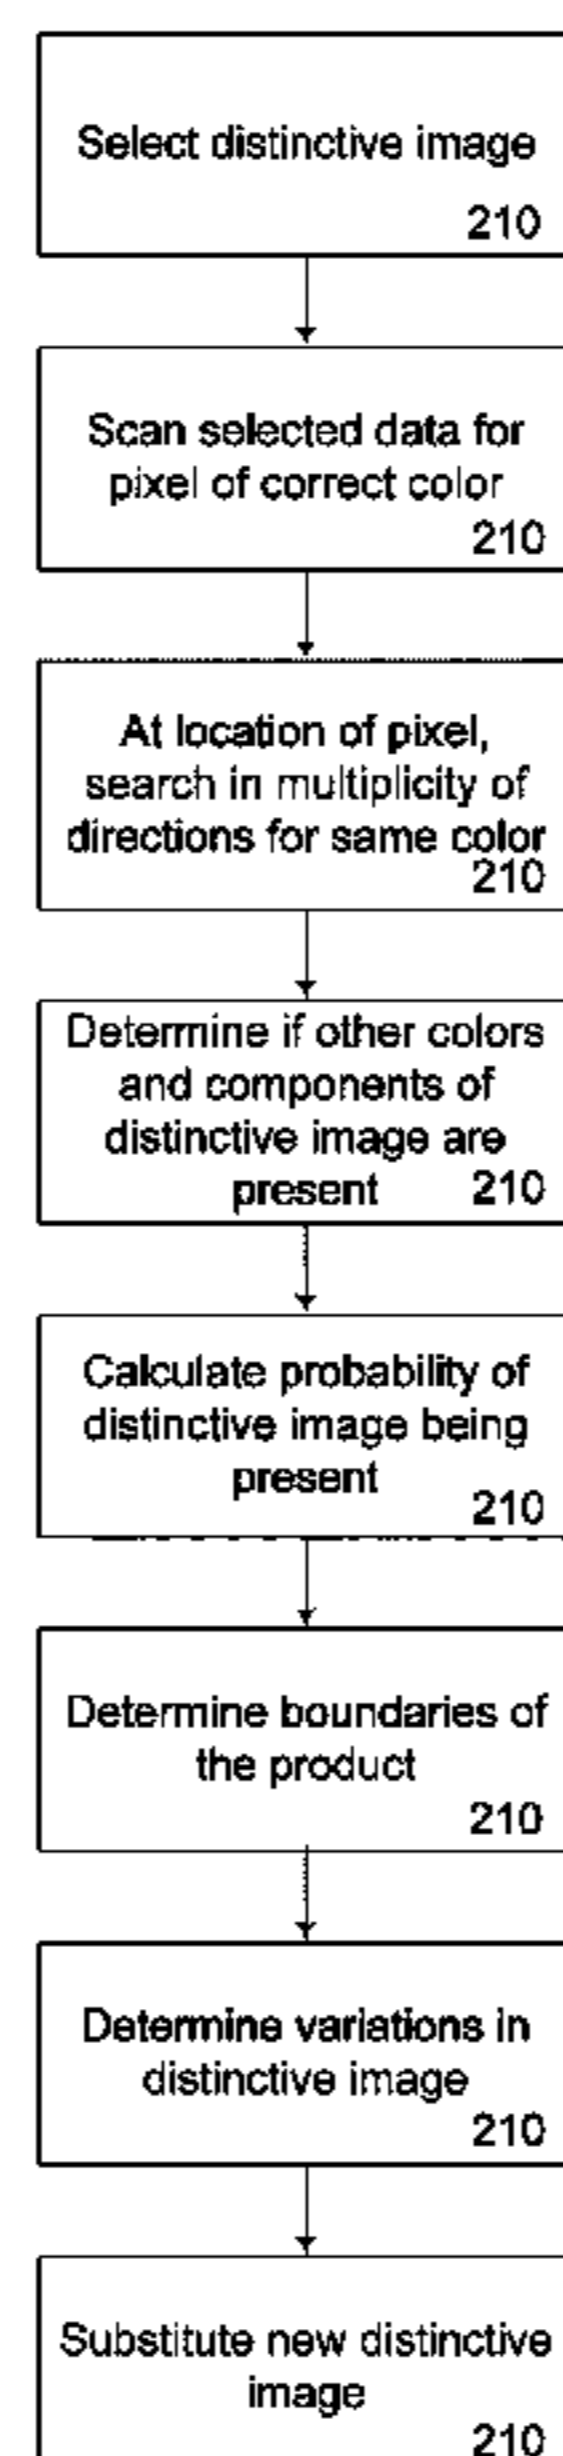 Select distinctive image
210
Scan selected data for
pixel of correct color
210
At location of pixel,
search in multiplicity of
directions for same color
210
Determine if other colors
and components of
distinctive image are
present 210
Calculate probability of
distinctive image being
present
210
Determine boundaries of
the product
210
Determine variations in
distinctive image
210
Substitute new distinctive
image
210